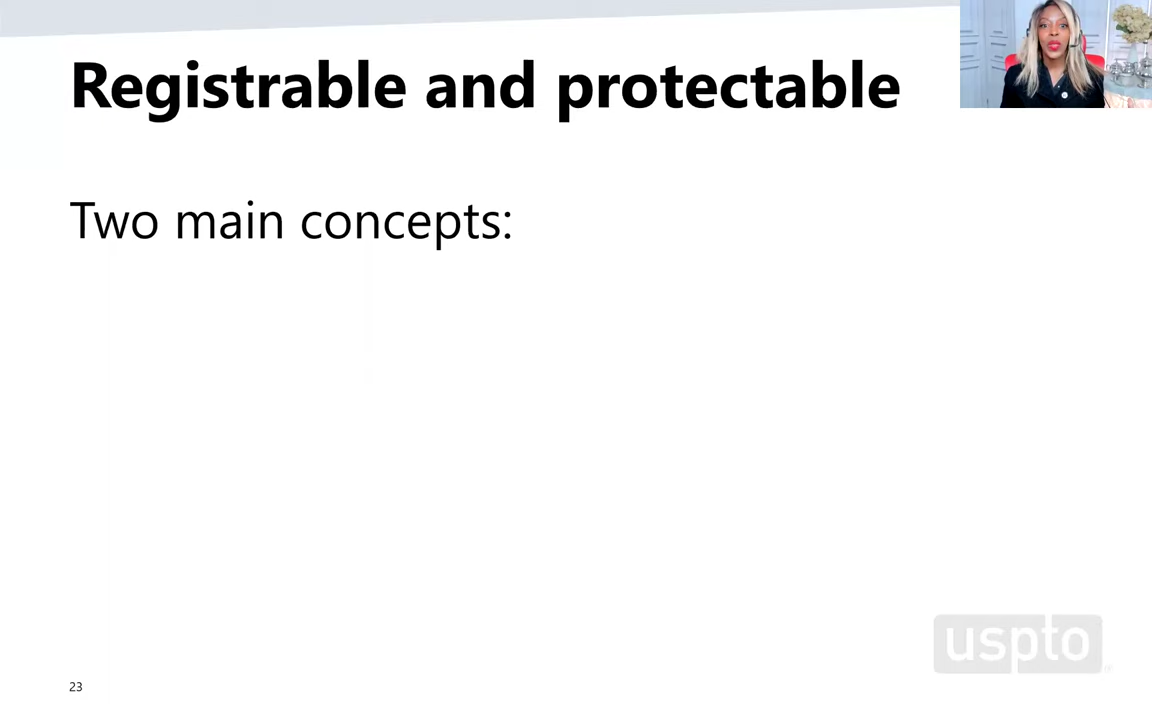 Registrable and protectable
Two main concepts:
uspto
23